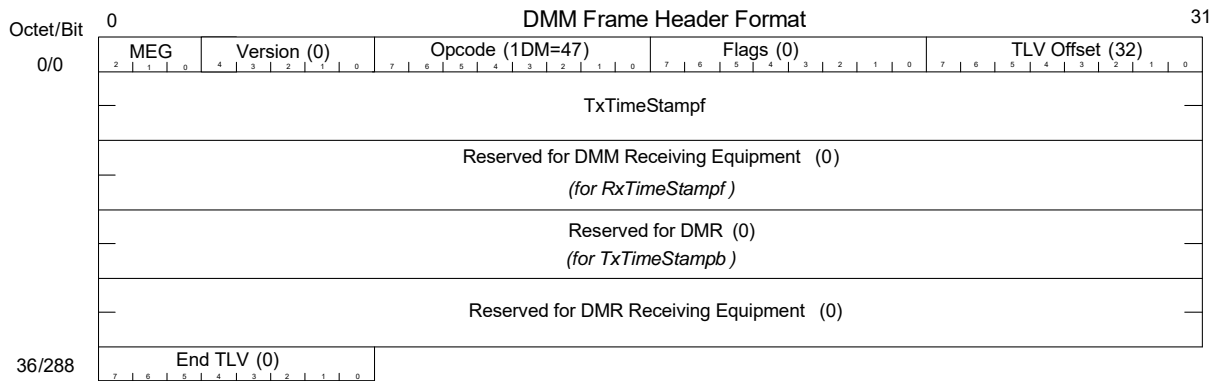 DMM Frame Header Format
Octet/Bit 0 31
MEG Version (0) Opcode (1DM=47) Flags (0) TLV Offset (32)
0/0 2 1 0 4 3 2 1 0 7 6 5 4 3 2 1 0 7 6 5 4 3 2 1 0 7 6 5 4 3 2 1 0
TxTimeStampf
Reserved for DMM Receiving Equipment (0)
(for RxTimeStampf )
Reserved for DMR (0)
(for TxTimeStampb )
Reserved for DMR Receiving Equipment (0)
36/288 End TLV (0)
7 6 5 4 3 2 1 0